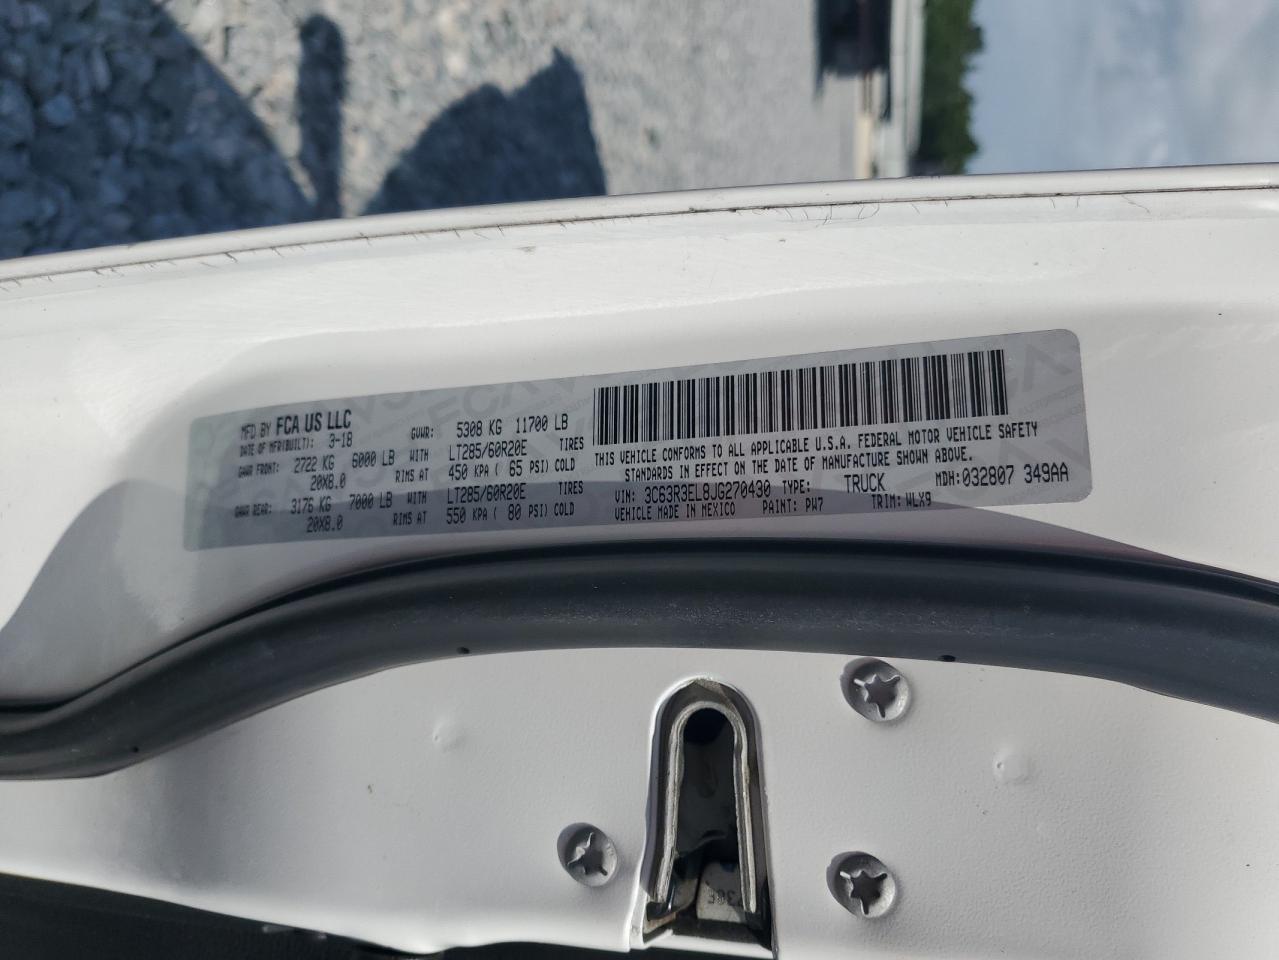 MFD BY FCA US LLC
DATE OF MFR(BUILT): 3-18 GVWR: 5308 KG 11700 LB
GAWR FRONT: 2722 KG 6000 LB WITH LT285/60R20E TIRES
20X8.0 RIMS AT 450 KPA ( 65 PSI) COLD
GAWR REAR: 3176 KG 7000 LB WITH LT285/60R20E TIRES
20X8.0 RIMS AT 550 KPA ( 80 PSI) COLD
THIS VEHICLE CONFORMS TO ALL APPLICABLE U.S.A. FEDERAL MOTOR VEHICLE SAFETY
STANDARDS IN EFFECT ON THE DATE OF MANUFACTURE SHOWN ABOVE.
VIN: 3C63R3EL8JG270430 TYPE: TRUCK MDH: 032807 349AA
VEHICLE MADE IN MEXICO PAINT: PW7 TRIM: WLX9
FCA